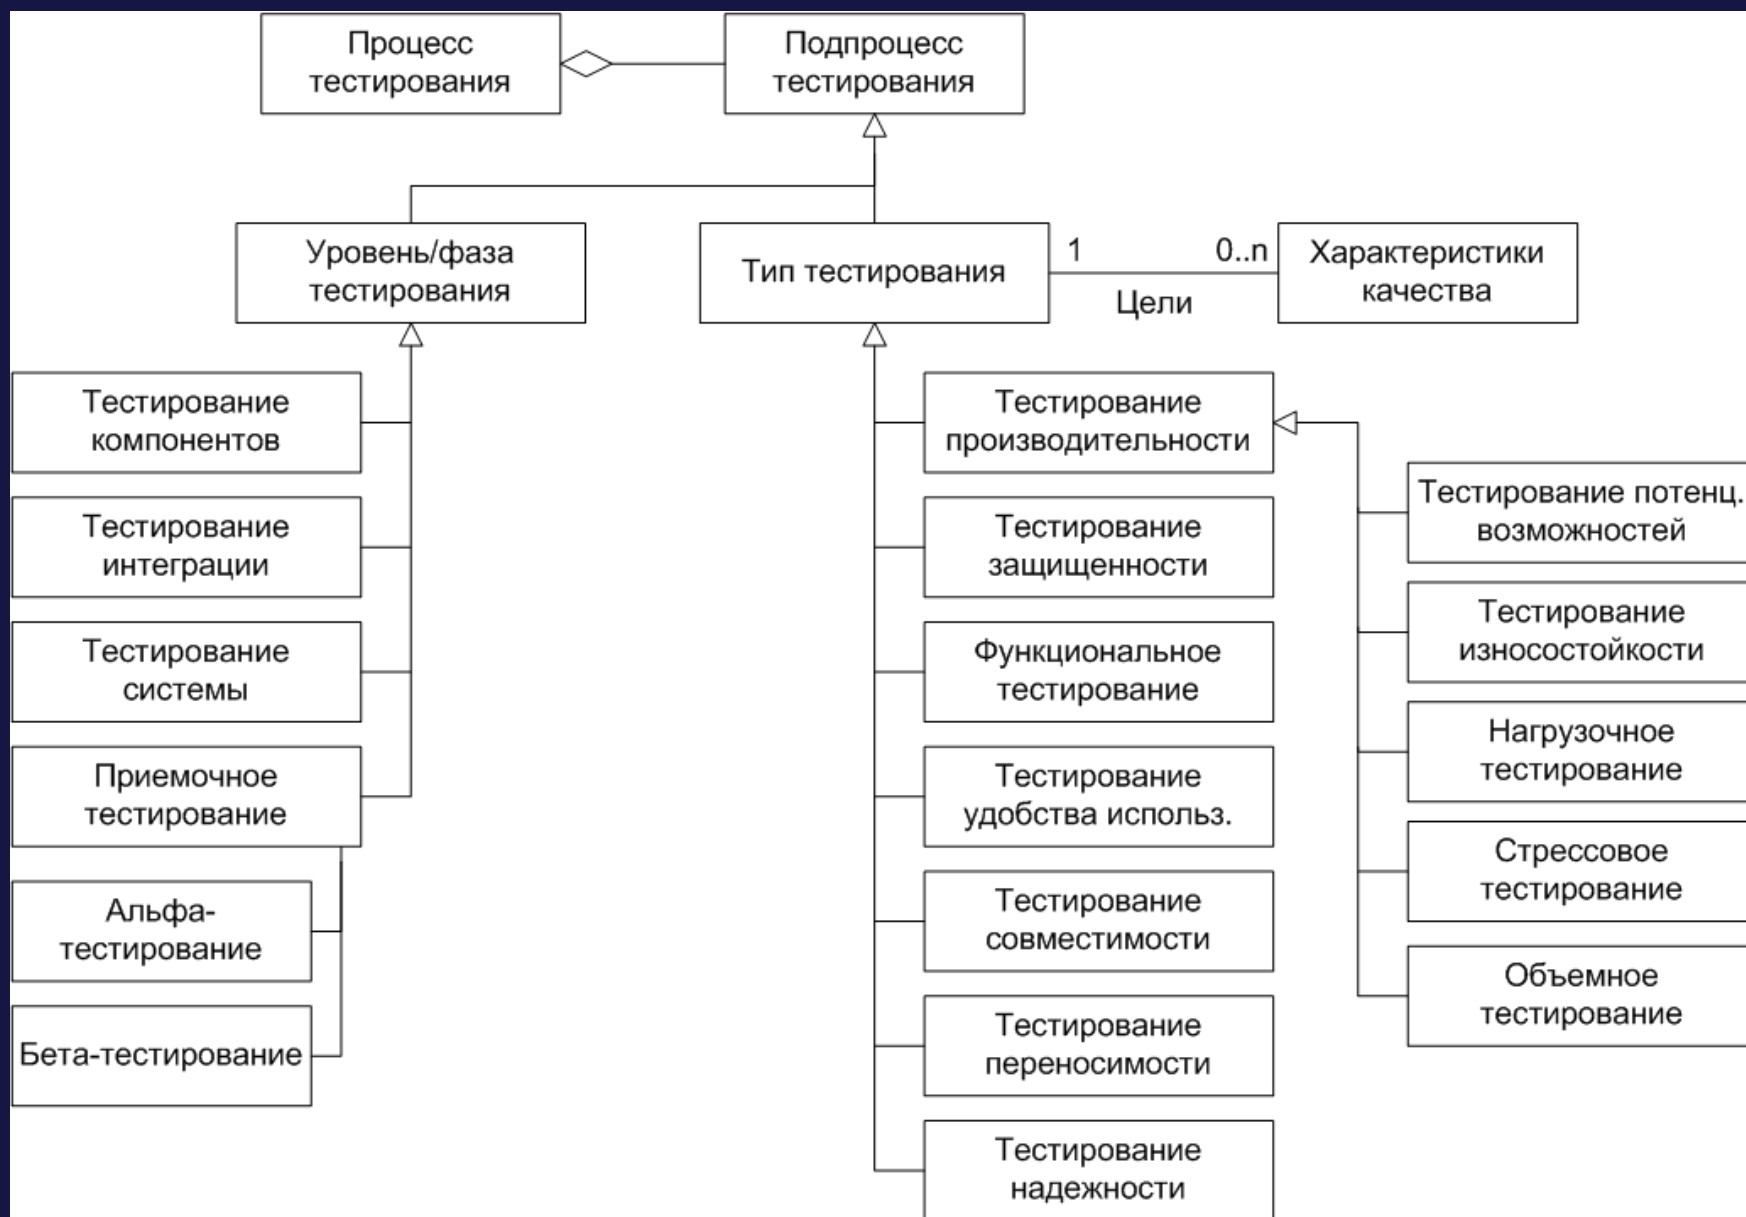 Процесс
тестирования
Подпроцесс
тестирования
Уровень/фаза
тестирования
Тип тестирования
1
0..n
Цели
Характеристики
качества
Тестирование
компонентов
Тестирование
интеграции
Тестирование
системы
Приемочное
тестирование
Альфа-
тестирование
Бета-тестирование
Тестирование
производительности
Тестирование
защищенности
Функциональное
тестирование
Тестирование
удобства использ.
Тестирование
совместимости
Тестирование
переносимости
Тестирование
надежности
Тестирование потенц.
возможностей
Тестирование
износостойкости
Нагрузочное
тестирование
Стрессовое
тестирование
Объемное
тестирование